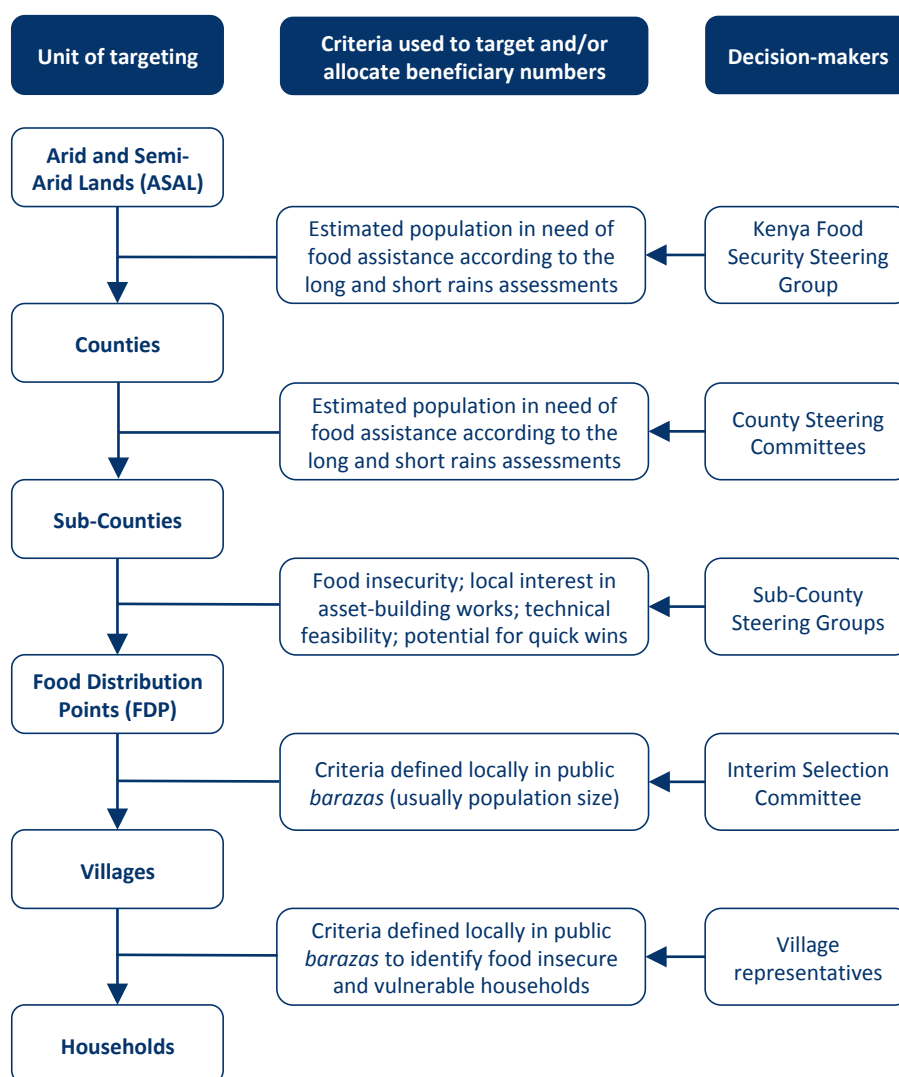 Unit of targeting
Criteria used to target and/or
allocate beneficiary numbers
Decision-makers
Arid and Semi-
Arid Lands (ASAL)
Estimated population in need of
food assistance according to the
long and short rains assessments
Kenya Food
Security Steering
Group
Counties
Estimated population in need of
food assistance according to the
long and short rains assessments
County Steering
Committees
Sub-Counties
Food insecurity; local interest in
asset-building works; technical
feasibility; potential for quick wins
Sub-County
Steering Groups
Food Distribution
Points (FDP)
Criteria defined locally in public
barazas (usually population size)
Interim Selection
Committee
Villages
Criteria defined locally in public
barazas to identify food insecure
and vulnerable households
Village
representatives
Households